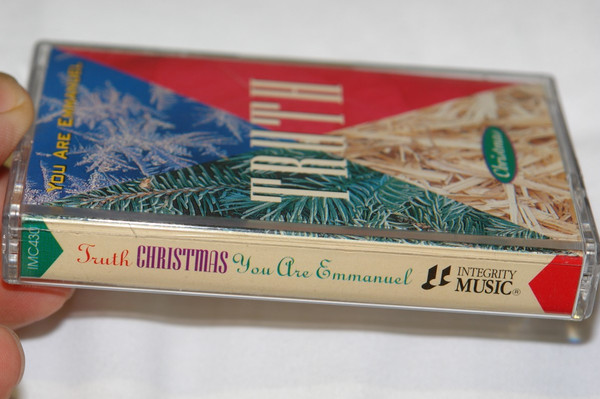 YOU ARE EMMANUEL
TRUTH
Christmas
IMC430
Truth CHRISTMAS You Are Emmanuel
INTEGRITY
MUSIC®